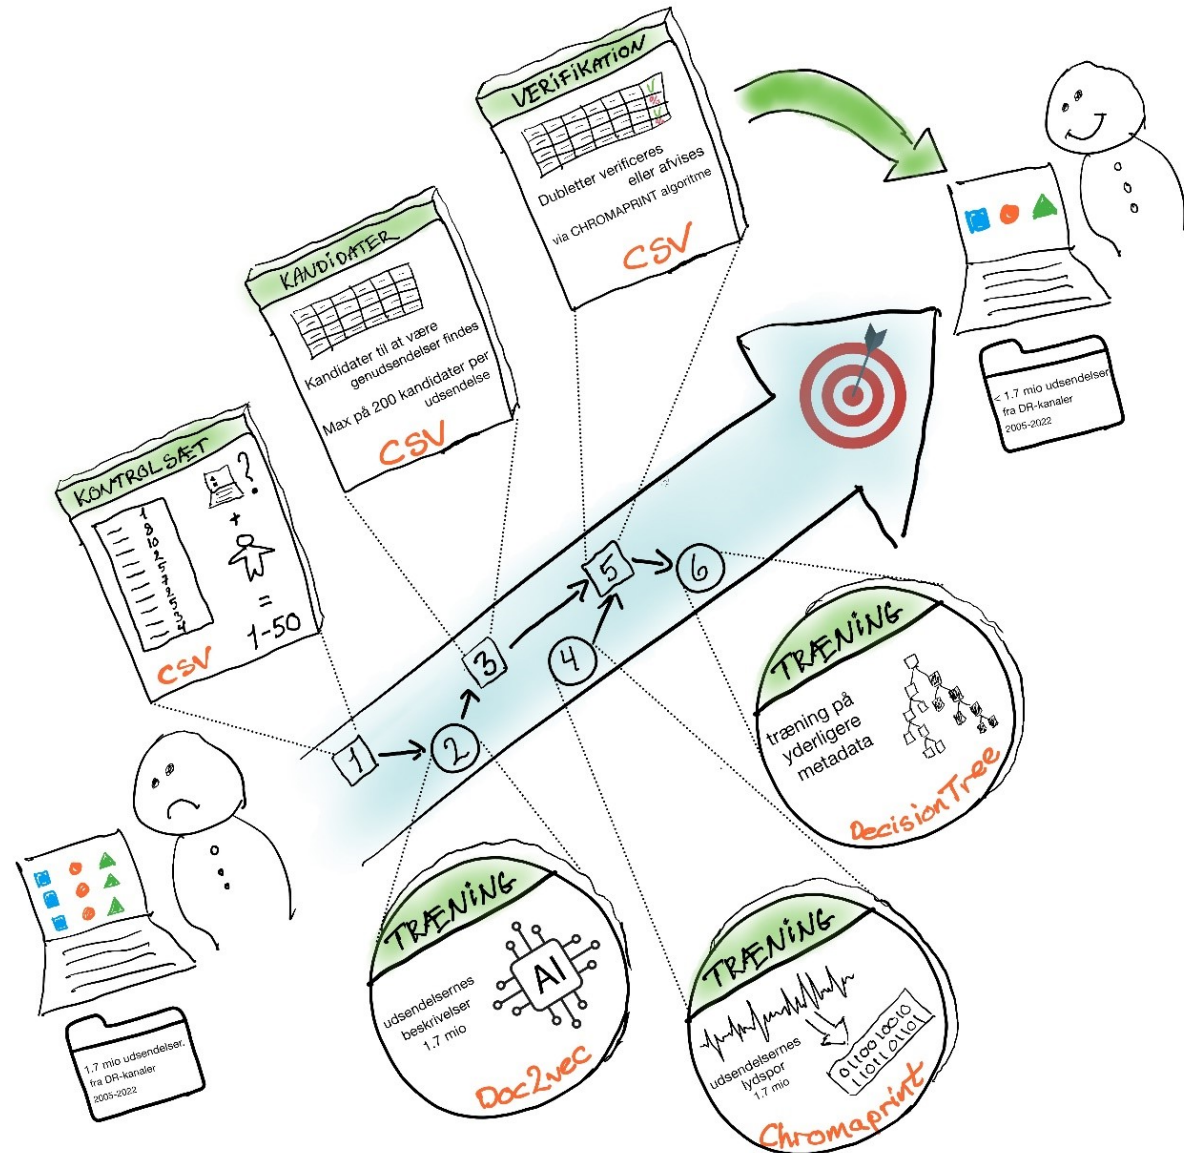 VERIFIKATION
Dubletter verificeres
eller afvises
via CHROMAPRINT algoritme
CSV
KANDIDATER
Kandidater til at være
genudsendelser findes
Max på 200 kandidater per
udsendelse
CSV
KONTROLSÆT
?
+
=
1-50
CSV
< 1.7 mio udsendelser.
fra DR-kanaler
2005-2022
1
2
3
4
5
6
TRÆNING
træning på
yderligere
metadata
DecisionTree
TRÆNING
AI
udsendelsernes
beskrivelser
1.7 mio
Doc2vec
TRÆNING
udsendelsernes
lydspor
1.7 mio
0110010010
1101101101
Chromaprint
1.7 mio udsendelser.
fra DR-kanaler
2005-2022